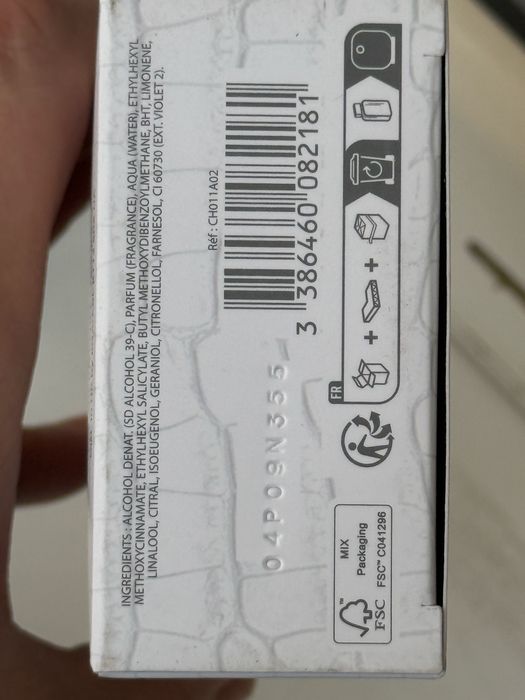 INGREDIENTS : ALCOHOL DENAT. (SD ALCOHOL 39-C), PARFUM (FRAGRANCE), AQUA (WATER), ETHYLHEXYL
METHOXYCINNAMATE, ETHYLHEXYL SALICYLATE, BUTYL METHOXYDIBENZOYLMETHANE, BHT, LIMONENE,
LINALOOL, CITRAL, ISOEUGENOL, GERANIOL, CITRONELLOL, FARNESOL, CI 60730 (EXT. VIOLET 2).
Réf : CH011A02
3 386460 082181
04P09N355
FR
FSC™
MIX
Packaging
FSC™ C041296